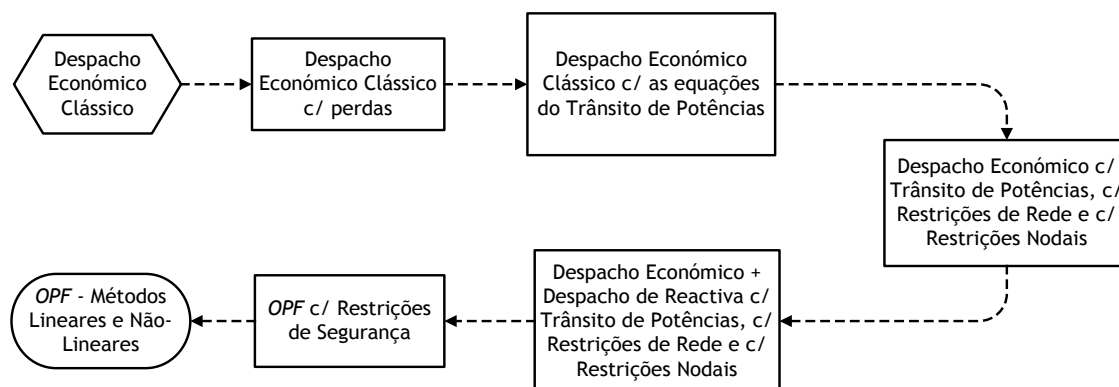 Despacho
Económico
Clássico
Despacho
Económico Clássico
c/ perdas
Despacho Económico
Clássico c/ as equações
do Trânsito de Potências
Despacho Económico c/
Trânsito de Potências, c/
Restrições de Rede e c/
Restrições Nodais
Despacho Económico +
Despacho de Reactiva c/
Trânsito de Potências, c/
Restrições de Rede e c/
Restrições Nodais
OPF c/ Restrições
de Segurança
OPF - Métodos
Lineares e Não-
Lineares